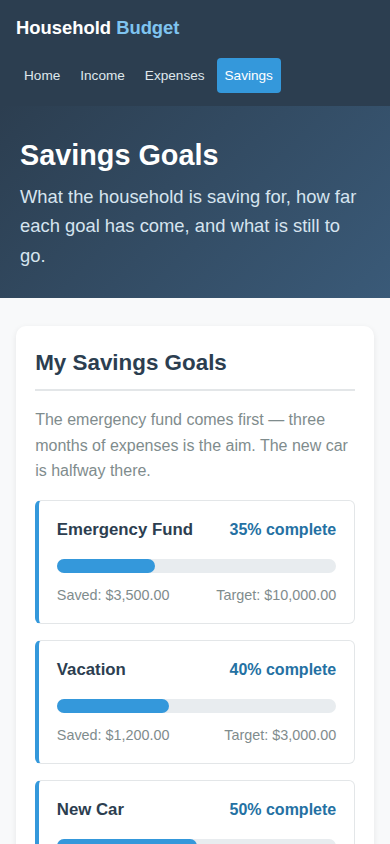 Household Budget
Home Income Expenses Savings
Savings Goals
What the household is saving for, how far
each goal has come, and what is still to
go.
My Savings Goals
The emergency fund comes first — three
months of expenses is the aim. The new car
is halfway there.
Emergency Fund 35% complete
Saved: $3,500.00 Target: $10,000.00
Vacation 40% complete
Saved: $1,200.00 Target: $3,000.00
New Car 50% complete